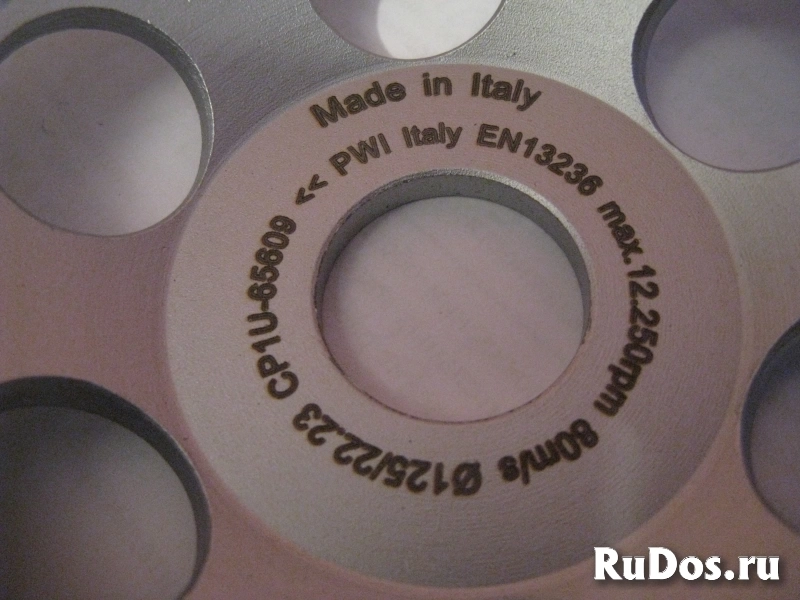 Made in Italy
<< PWI Italy EN13236 max.12.250rpm 80m/s Ø125/22.23 CP1U-65609
RuDos.ru